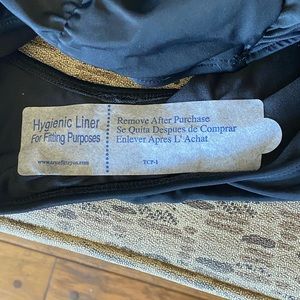 Hygienic Liner
For Fitting Purposes
Remove After Purchase
Se Quita Despues de Comprar
Enlever Apres L'Achat
TCP-1